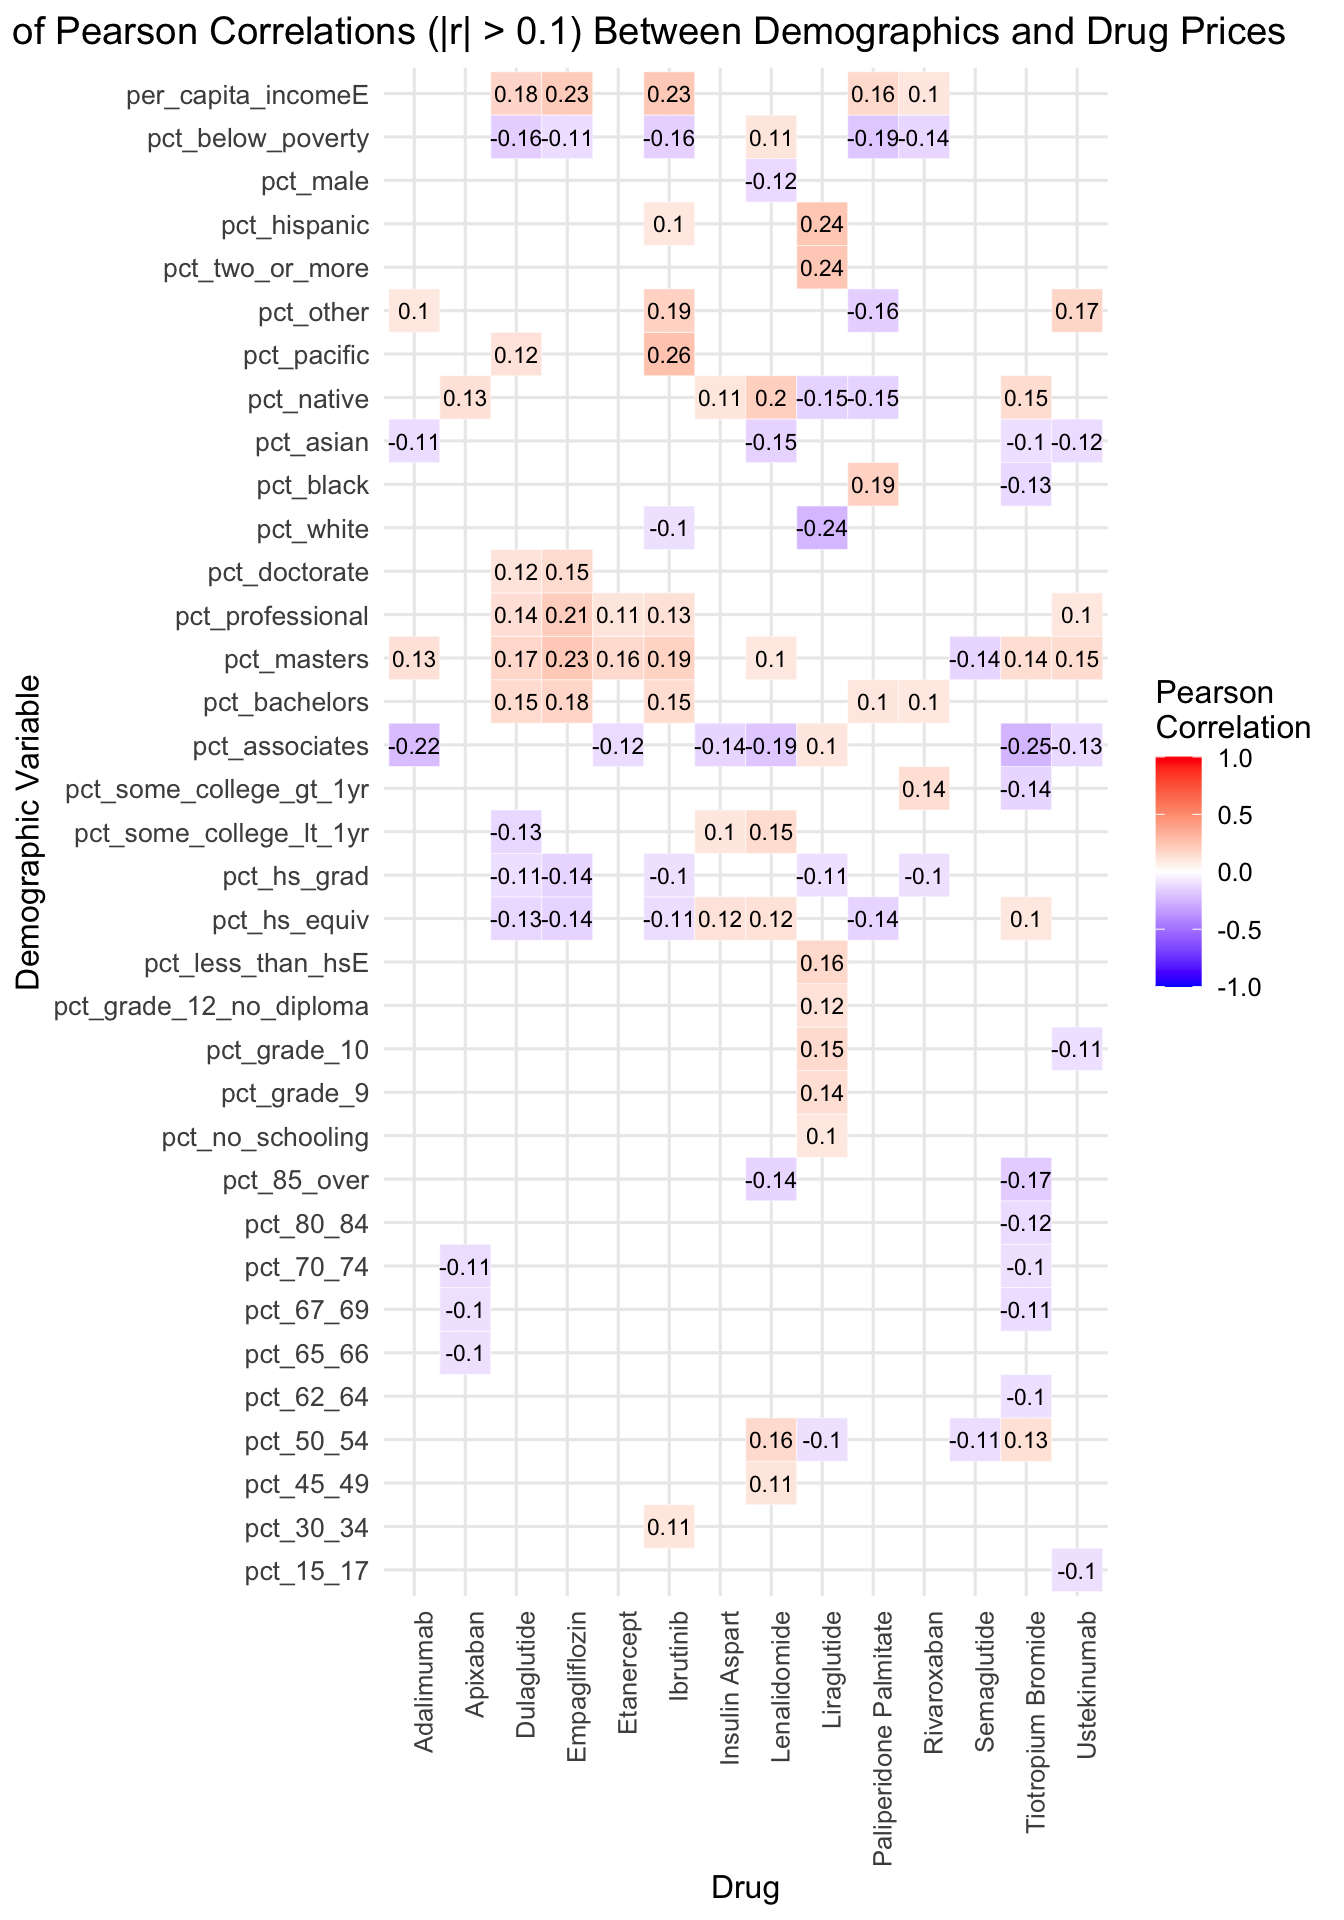 of Pearson Correlations (|r| > 0.1) Between Demographics and Drug Prices
per_capita_incomeE 0.18 0.23 0.23 0.16 0.1
pct_below_poverty -0.16 -0.11 -0.16 0.11 -0.19 -0.14
pct_male -0.12
pct_hispanic 0.1 0.24
pct_two_or_more 0.24
pct_other 0.1 0.19 -0.16 0.17
pct_pacific 0.12 0.26
pct_native 0.13 0.11 0.2 -0.15 -0.15 0.15
pct_asian -0.11 -0.15 -0.1 -0.12
pct_black 0.19 -0.13
pct_white -0.1 -0.24
pct_doctorate 0.12 0.15
pct_professional 0.14 0.21 0.11 0.13 0.1
pct_masters 0.13 0.17 0.23 0.16 0.19 0.1 -0.14 0.14 0.15
pct_bachelors 0.15 0.18 0.15 0.1 0.1
pct_associates -0.22 -0.12 -0.14 -0.19 0.1 -0.25 -0.13
pct_some_college_gt_1yr 0.14 -0.14
pct_some_college_lt_1yr -0.13 0.1 0.15
pct_hs_grad -0.11 -0.14 -0.1 -0.11 -0.1
pct_hs_equiv -0.13 -0.14 -0.11 0.12 0.12 -0.14 0.1
pct_less_than_hsE 0.16
pct_grade_12_no_diploma 0.12
pct_grade_10 0.15 -0.11
pct_grade_9 0.14
pct_no_schooling 0.1
pct_85_over -0.14 -0.17
pct_80_84 -0.12
pct_70_74 -0.11 -0.1
pct_67_69 -0.1 -0.11
pct_65_66 -0.1
pct_62_64 -0.1
pct_50_54 0.16 -0.1 -0.11 0.13
pct_45_49 0.11
pct_30_34 0.11
pct_15_17 -0.1
Demographic Variable
Adalimumab
Apixaban
Dulaglutide
Empagliflozin
Etanercept
Ibrutinib
Insulin Aspart
Lenalidomide
Liraglutide
Paliperidone Palmitate
Rivaroxaban
Semaglutide
Tiotropium Bromide
Ustekinumab
Drug
Pearson
Correlation
1.0
0.5
0.0
-0.5
-1.0